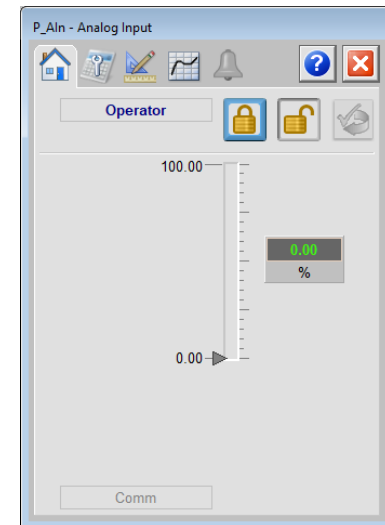 P_AIn - Analog Input
?
Operator
100.00
0.00
%
0.00
Comm